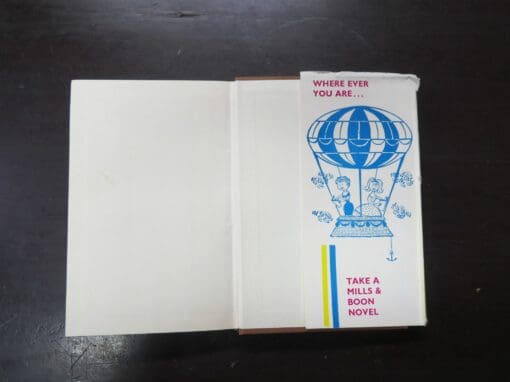 WHERE EVER
YOU ARE...
TAKE A
MILLS &
BOON
NOVEL